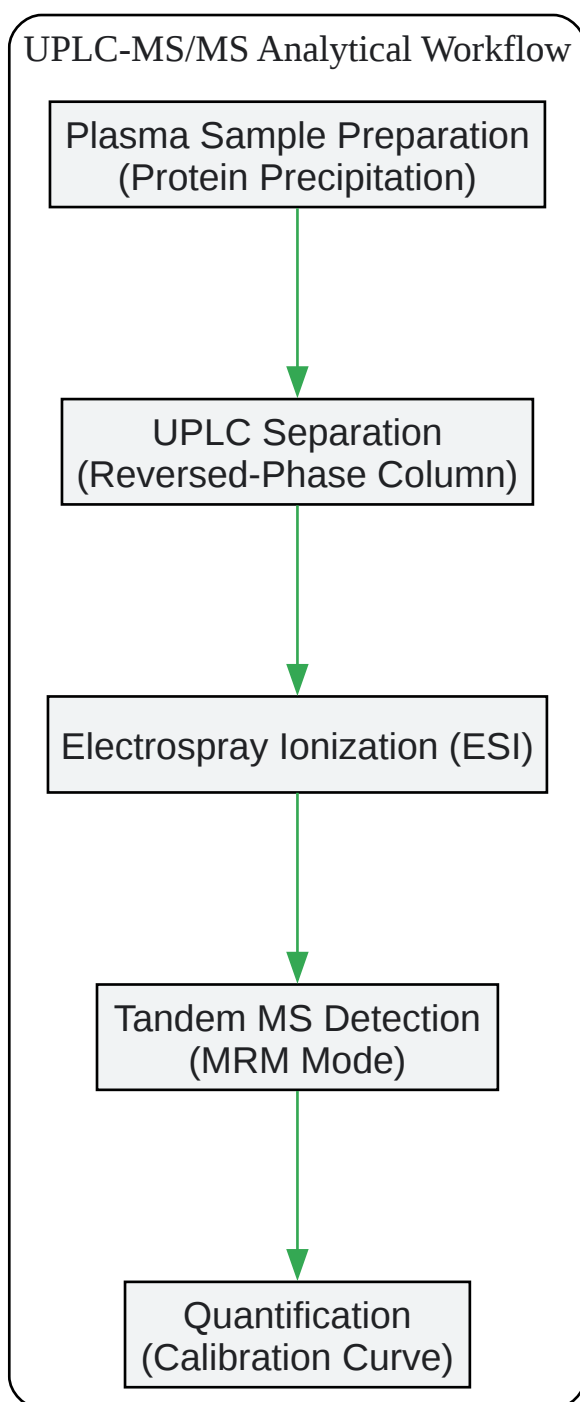 UPLC-MS/MS Analytical Workflow
Plasma Sample Preparation
(Protein Precipitation)
UPLC Separation
(Reversed-Phase Column)
Electrospray Ionization (ESI)
Tandem MS Detection
(MRM Mode)
Quantification
(Calibration Curve)